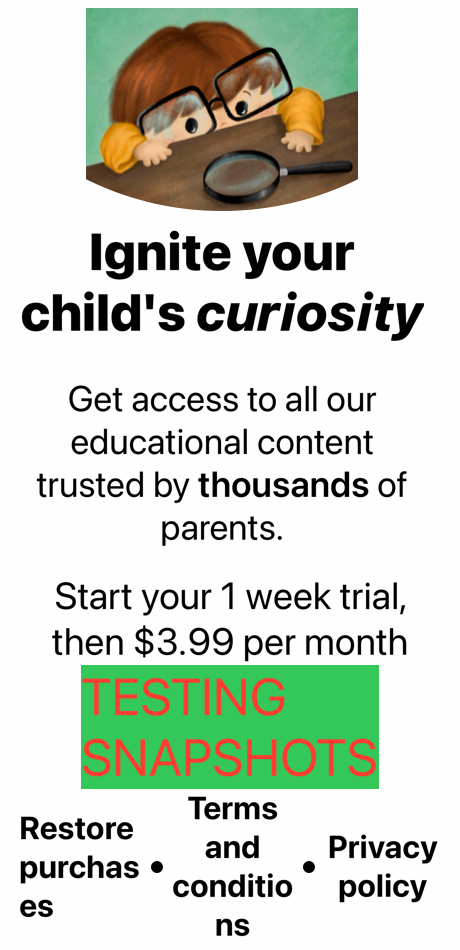 Ignite your
child's curiosity
Get access to all our
educational content
trusted by thousands of
parents.
Start your 1 week trial,
then $3.99 per month
TESTING
SNAPSHOTS
Restore
purchas
es
•
Terms
and
conditio
ns
•
Privacy
policy